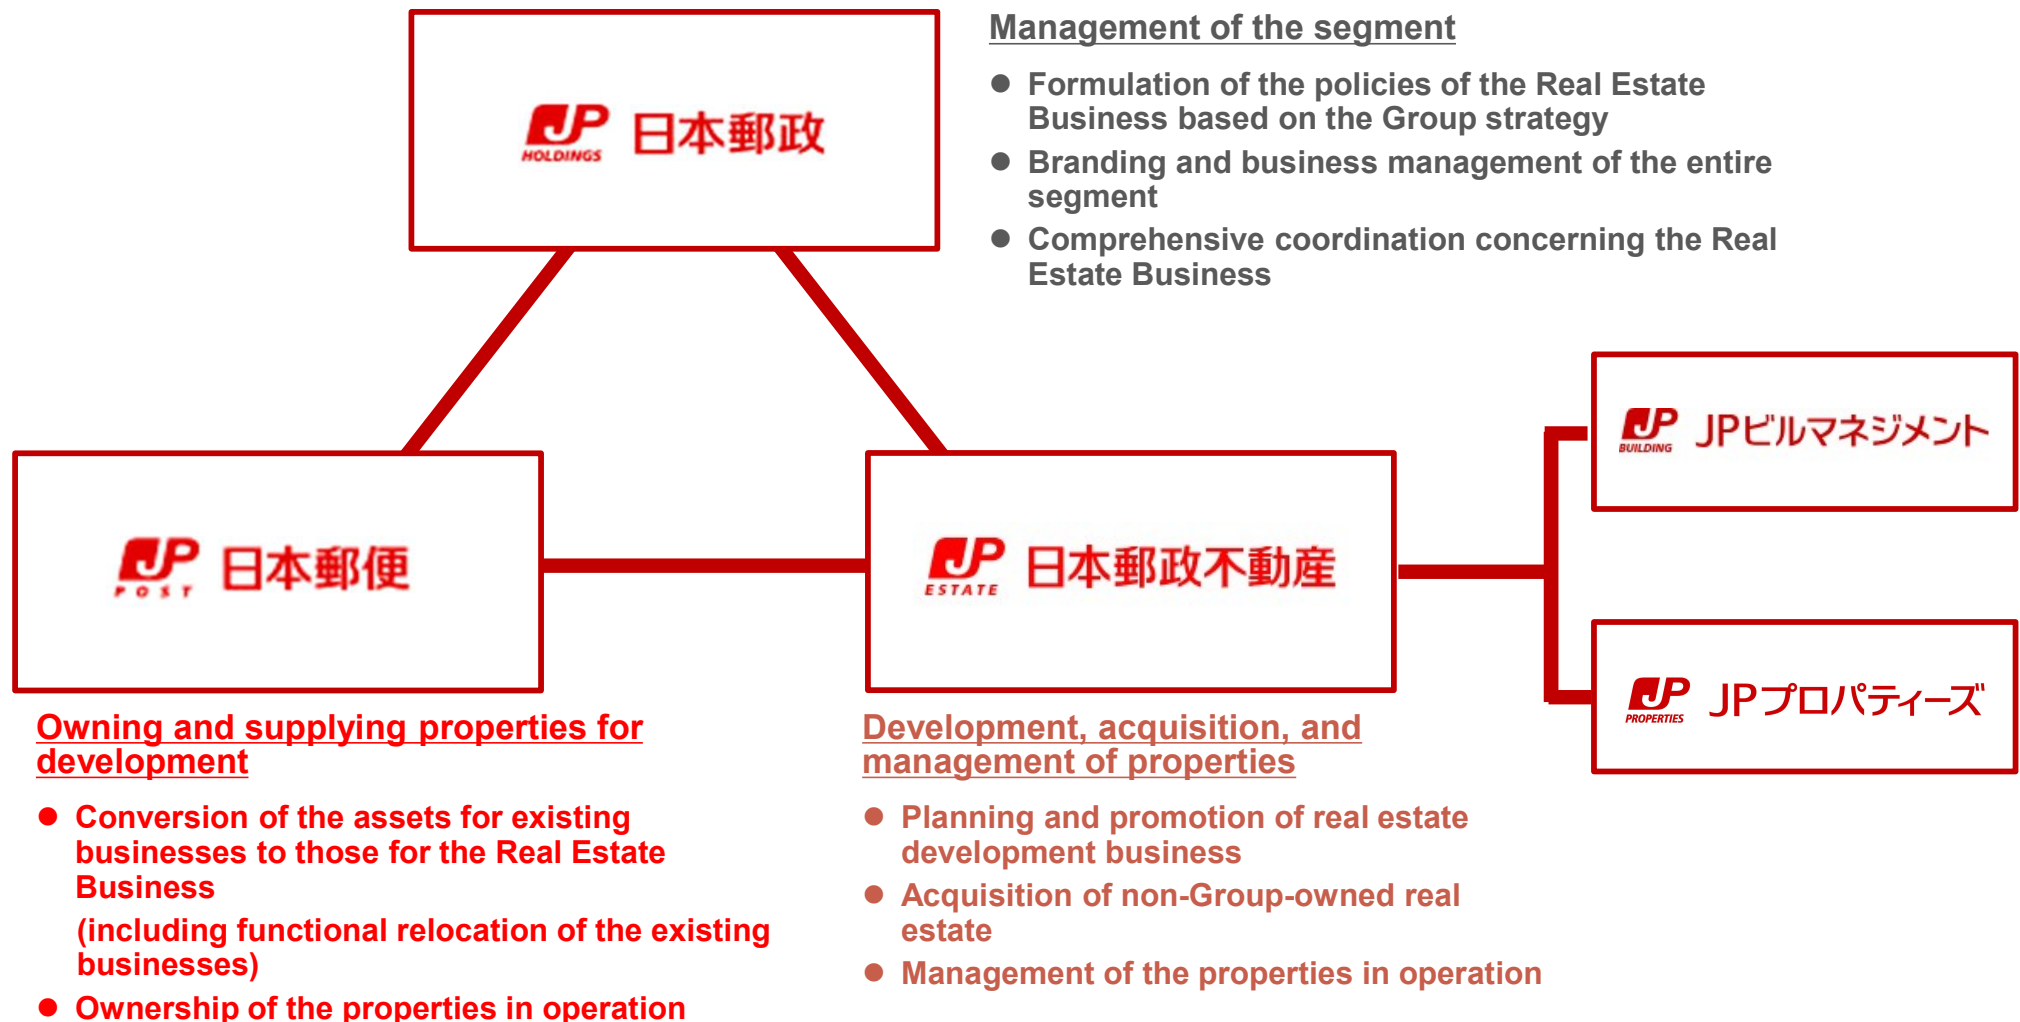 JP HOLDINGS 日本郵政
Management of the segment
● Formulation of the policies of the Real Estate
Business based on the Group strategy
● Branding and business management of the entire
segment
● Comprehensive coordination concerning the Real
Estate Business
JP POST 日本郵便
JP ESTATE 日本郵政不動産
JP BUILDING JPビルマネジメント
JP PROPERTIES JPプロパティーズ
Owning and supplying properties for
development
● Conversion of the assets for existing
businesses to those for the Real Estate
Business
(including functional relocation of the existing
businesses)
● Ownership of the properties in operation
Development, acquisition, and
management of properties
● Planning and promotion of real estate
development business
● Acquisition of non-Group-owned real
estate
● Management of the properties in operation